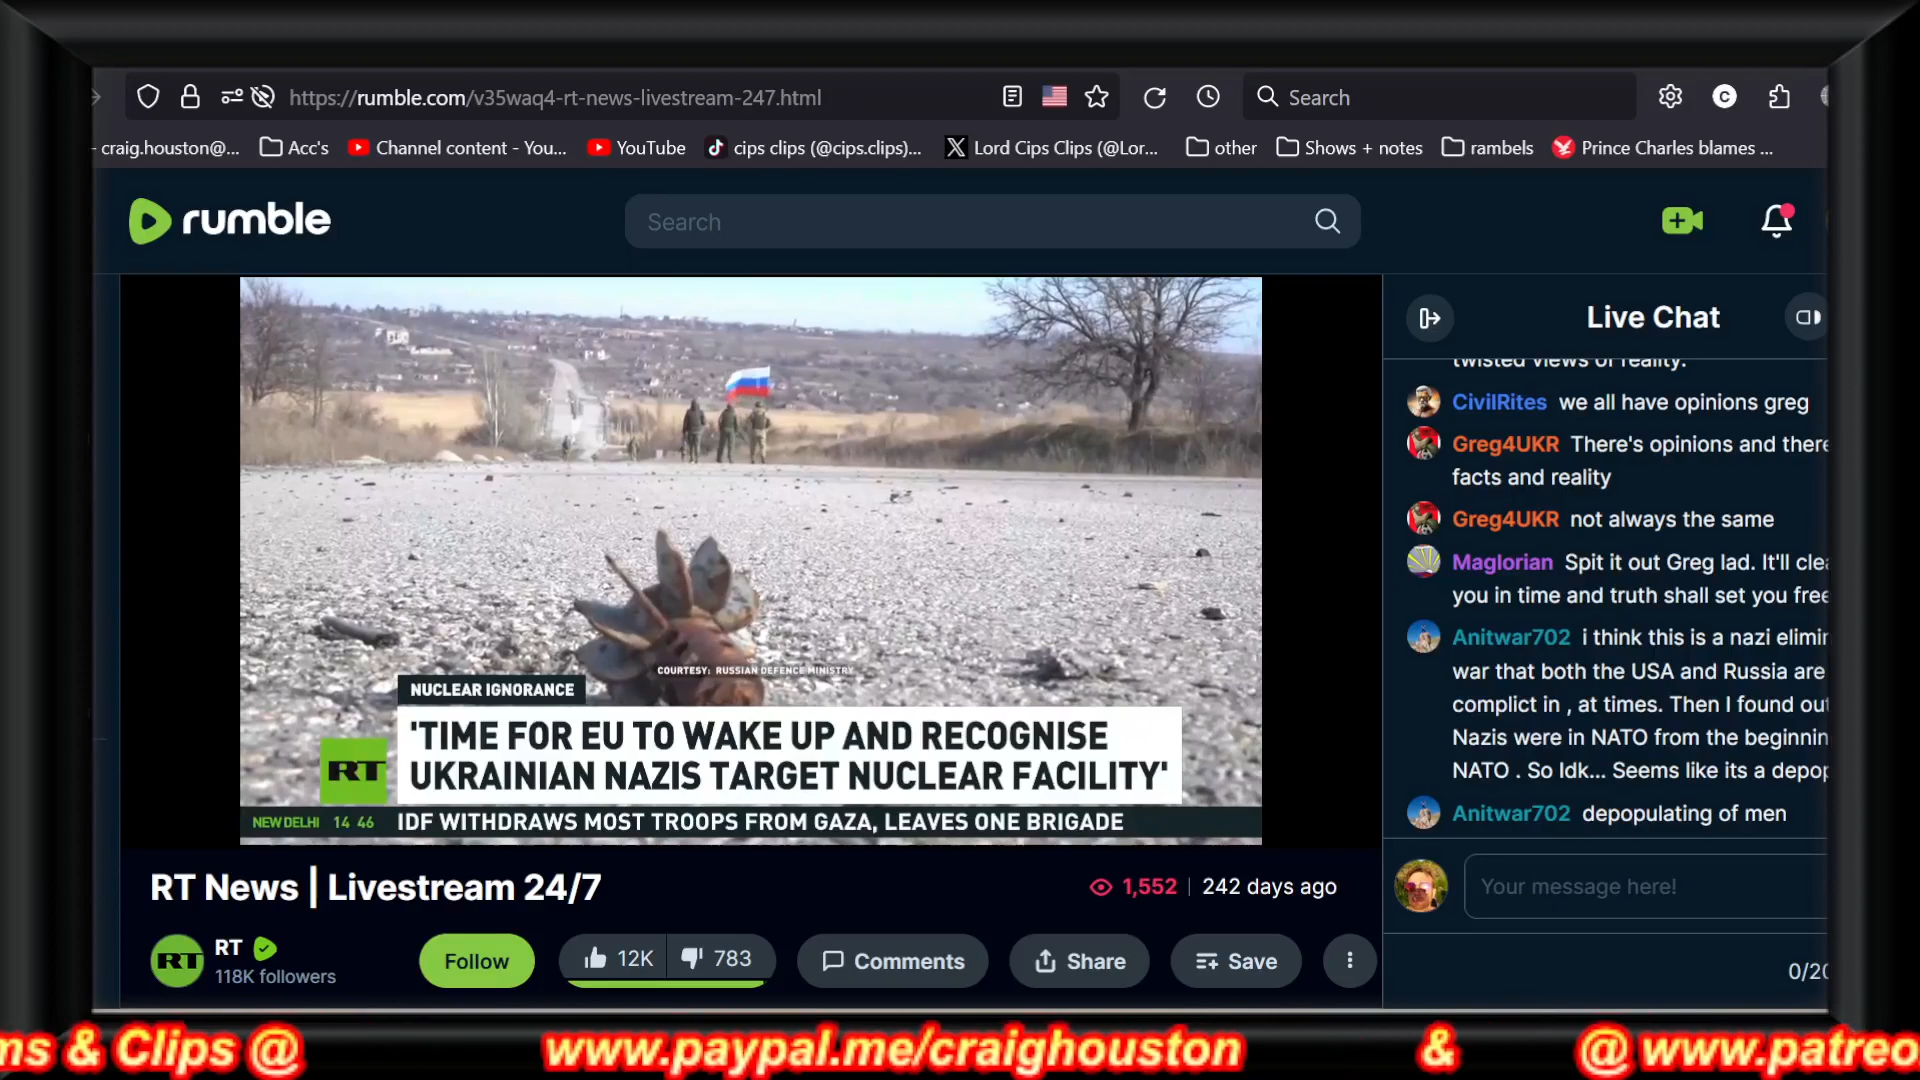 https://rumble.com/v35waq4-rt-news-livestream-247.html
Search
- craig.houston@...
Acc's
Channel content - You...
YouTube
cips clips (@cips.clips)...
Lord Cips Clips (@Lor...
other
Shows + notes
rambels
Prince Charles blames ...
rumble
Search
COURTESY: RUSSIAN DEFENCE MINISTRY
NUCLEAR IGNORANCE
'TIME FOR EU TO WAKE UP AND RECOGNISE
UKRAINIAN NAZIS TARGET NUCLEAR FACILITY'
RT
NEW DELHI 14 46 IDF WITHDRAWS MOST TROOPS FROM GAZA, LEAVES ONE BRIGADE
RT News | Livestream 24/7
1,552 | 242 days ago
RT
RT
118K followers
Follow
12K
783
Comments
Share
Save
Live Chat
twisted views of reality.
CivilRites we all have opinions greg
Greg4UKR There's opinions and there
facts and reality
Greg4UKR not always the same
Maglorian Spit it out Greg lad. It'll
you in time and truth shall set you free
Anitwar702 i think this is a nazi
war that both the USA and Russia are
complict in , at times. Then I found
Nazis were in NATO from the
NATO . So Idk... Seems like its a
Anitwar702 depopulating of men
Your message here!
ms & Clips @ www.paypal.me/craighouston & @ www.patreo